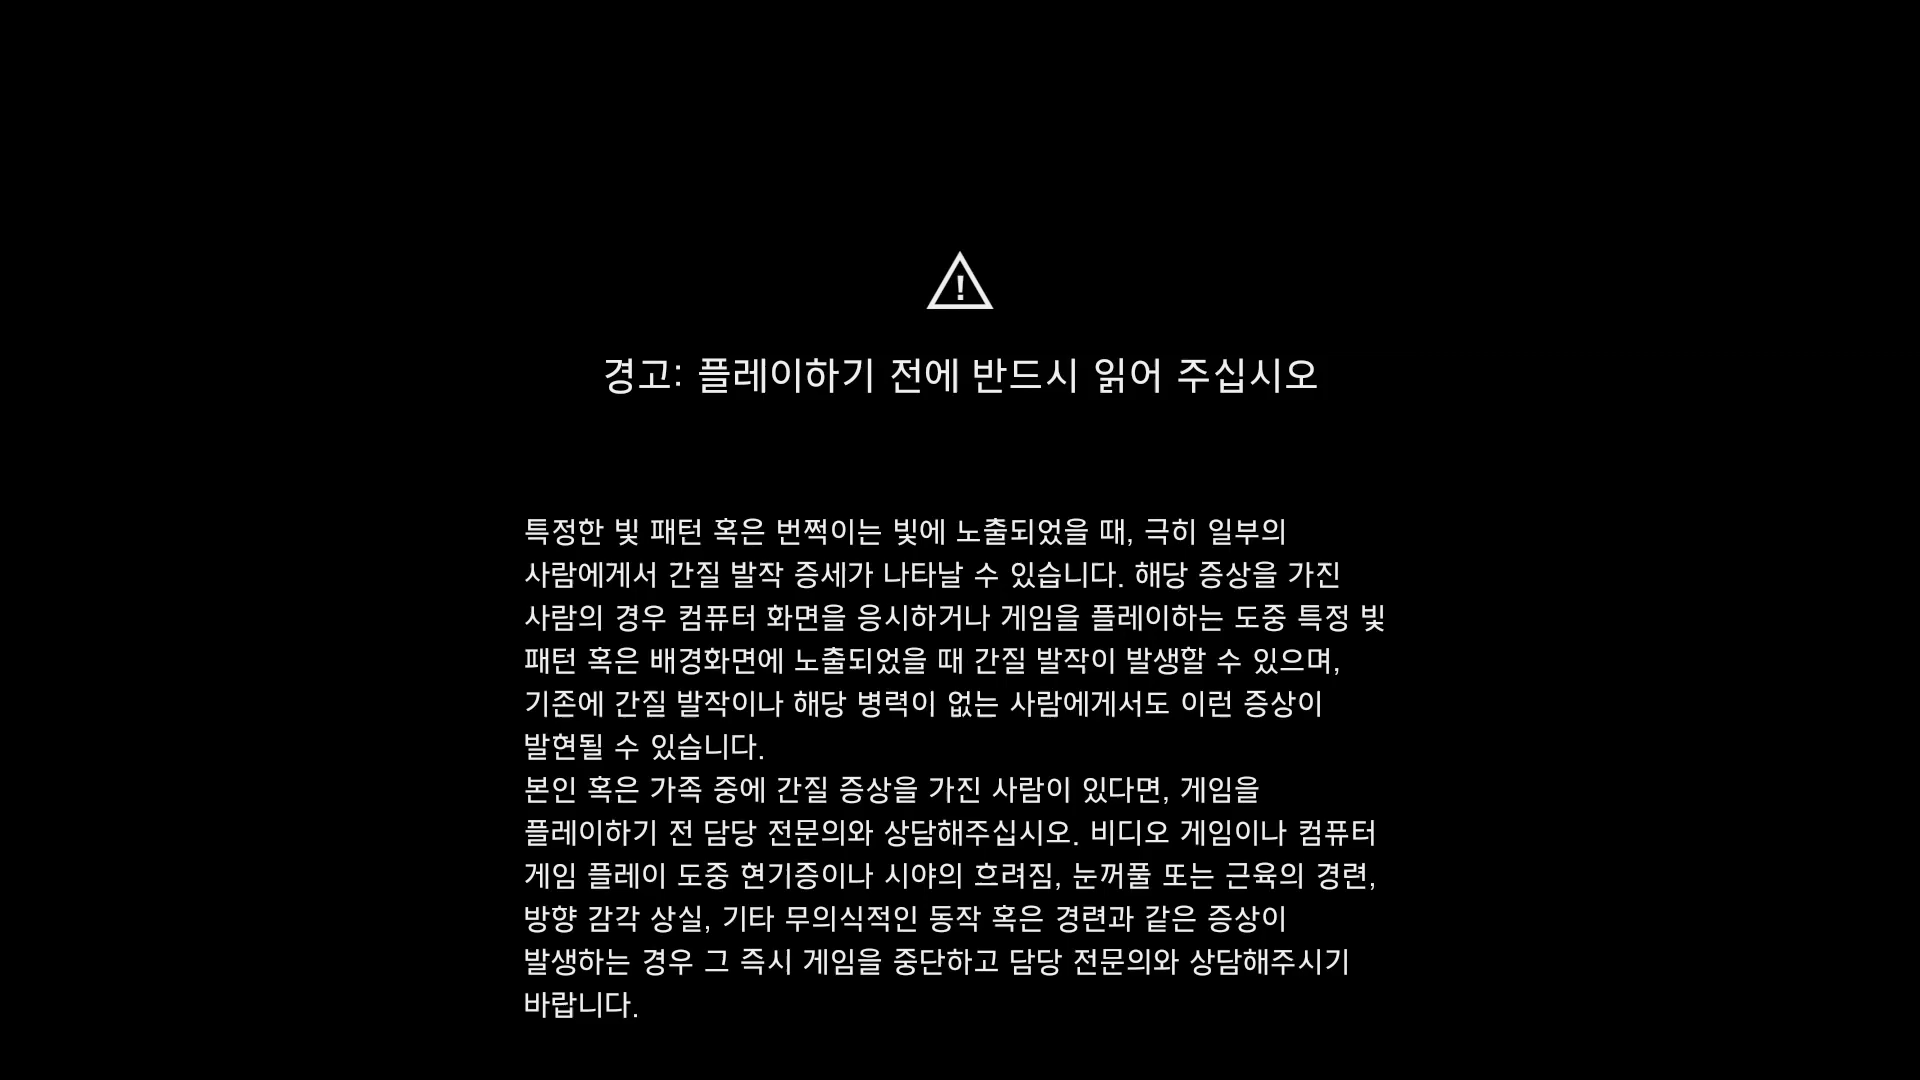 경고: 플레이하기 전에 반드시 읽어 주십시오
특정한 빛 패턴 혹은 번쩍이는 빛에 노출되었을 때, 극히 일부의
사람에게서 간질 발작 증세가 나타날 수 있습니다. 해당 증상을 가진
사람의 경우 컴퓨터 화면을 응시하거나 게임을 플레이하는 도중 특정 빛
패턴 혹은 배경화면에 노출되었을 때 간질 발작이 발생할 수 있으며,
기존에 간질 발작이나 해당 병력이 없는 사람에게서도 이런 증상이
발현될 수 있습니다.
본인 혹은 가족 중에 간질 증상을 가진 사람이 있다면, 게임을
플레이하기 전 담당 전문의와 상담해주십시오. 비디오 게임이나 컴퓨터
게임 플레이 도중 현기증이나 시야의 흐려짐, 눈꺼풀 또는 근육의 경련,
방향 감각 상실, 기타 무의식적인 동작 혹은 경련과 같은 증상이
발생하는 경우 그 즉시 게임을 중단하고 담당 전문의와 상담해주시기
바랍니다.